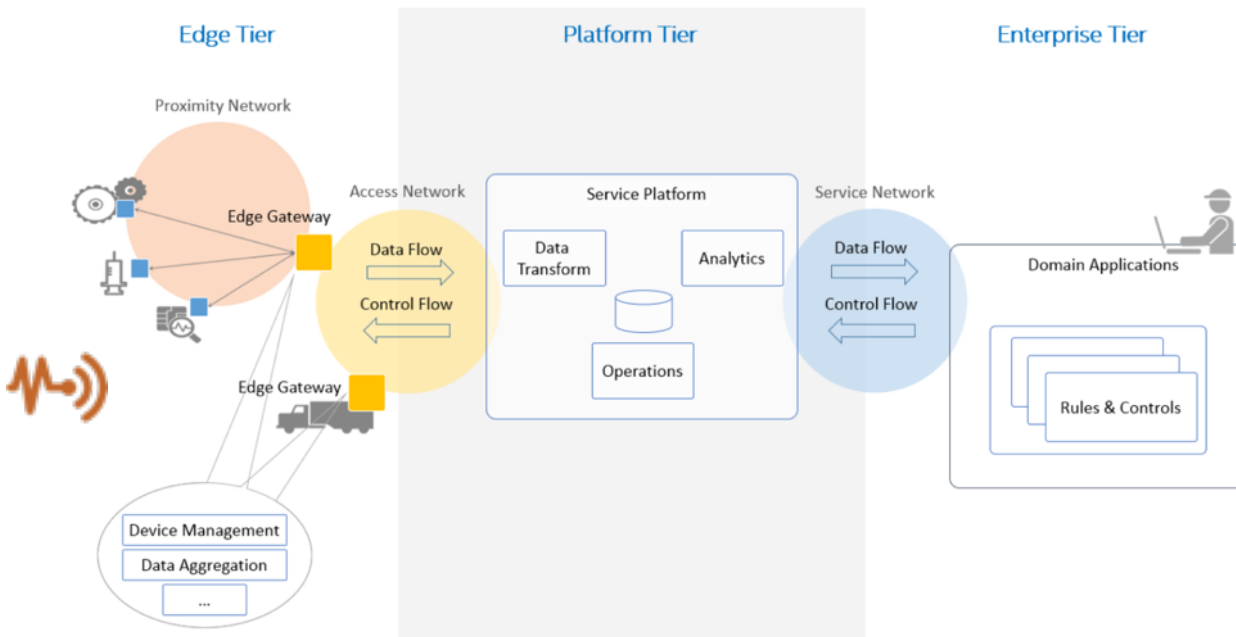 Edge Tier
Platform Tier
Enterprise Tier
Proximity Network
Access Network
Service Platform
Service Network
Edge Gateway
Data Flow
Data
Transform
Analytics
Data Flow
Domain Applications
Control Flow
Control Flow
Edge Gateway
Operations
Rules & Controls
Device Management
Data Aggregation
...